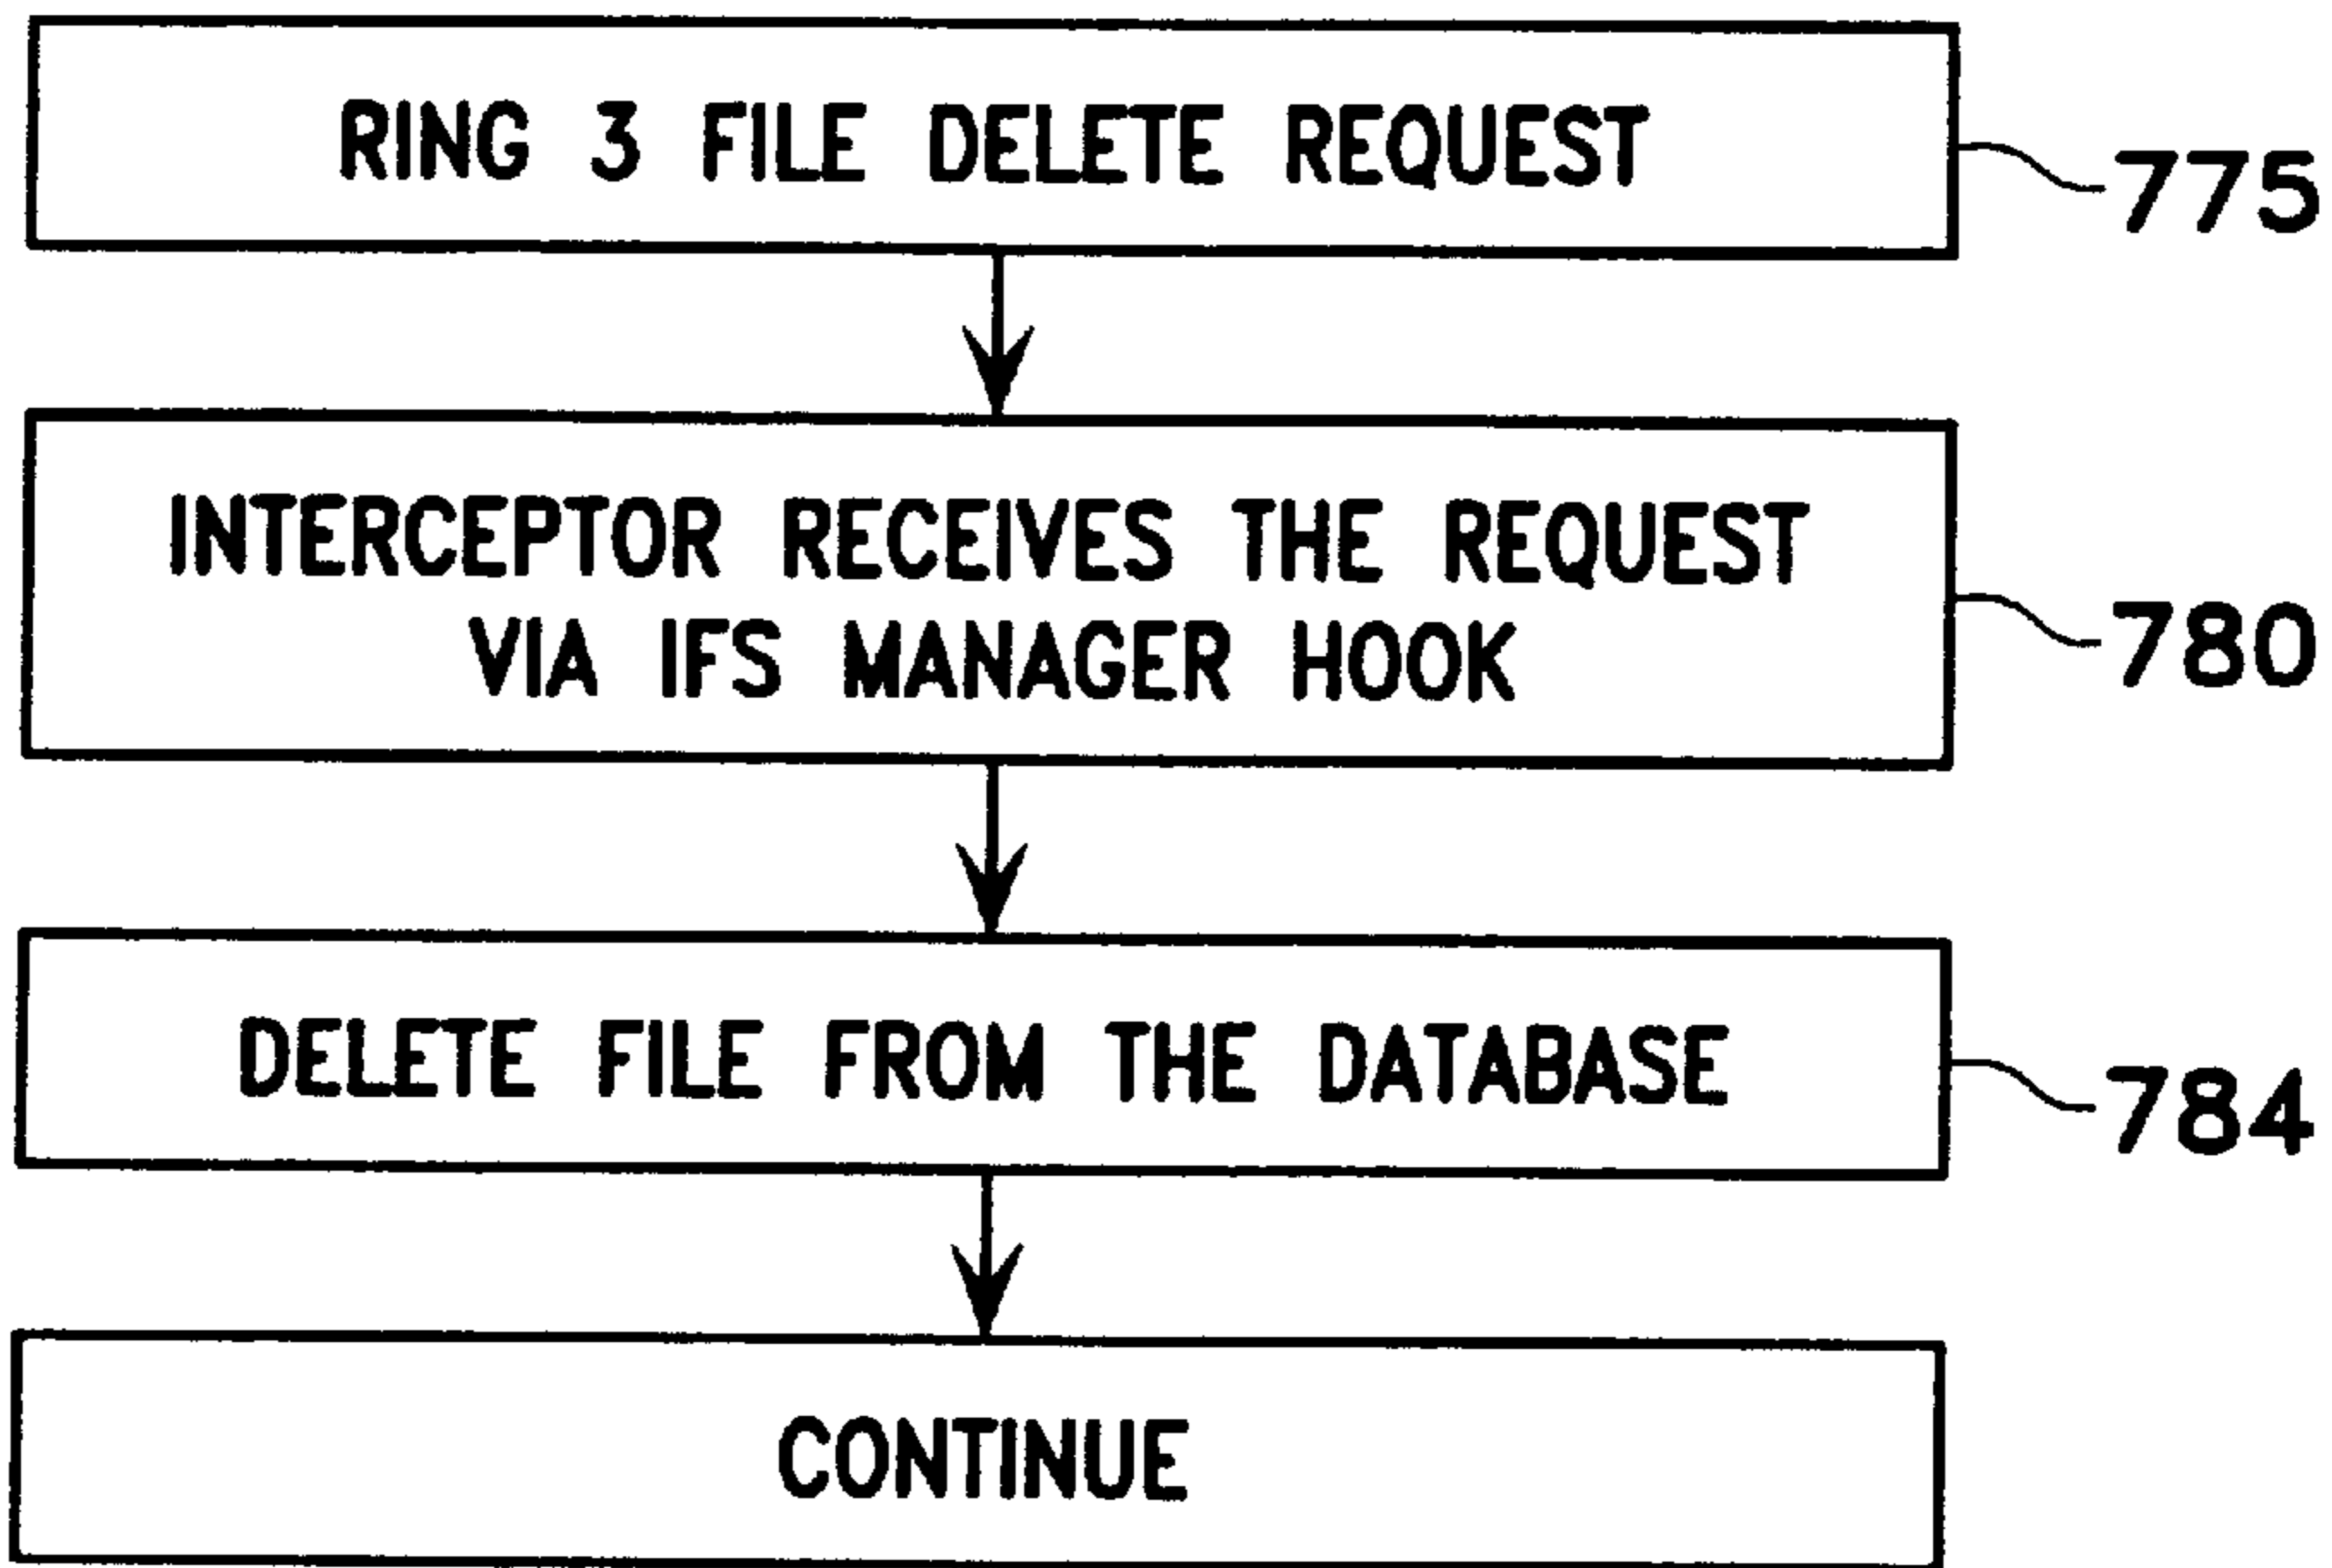 RING 3 FILE DELETE REQUEST
775
INTERCEPTOR RECEIVES THE REQUEST
VIA IFS MANAGER HOOK
780
DELETE FILE FROM THE DATABASE
784
CONTINUE